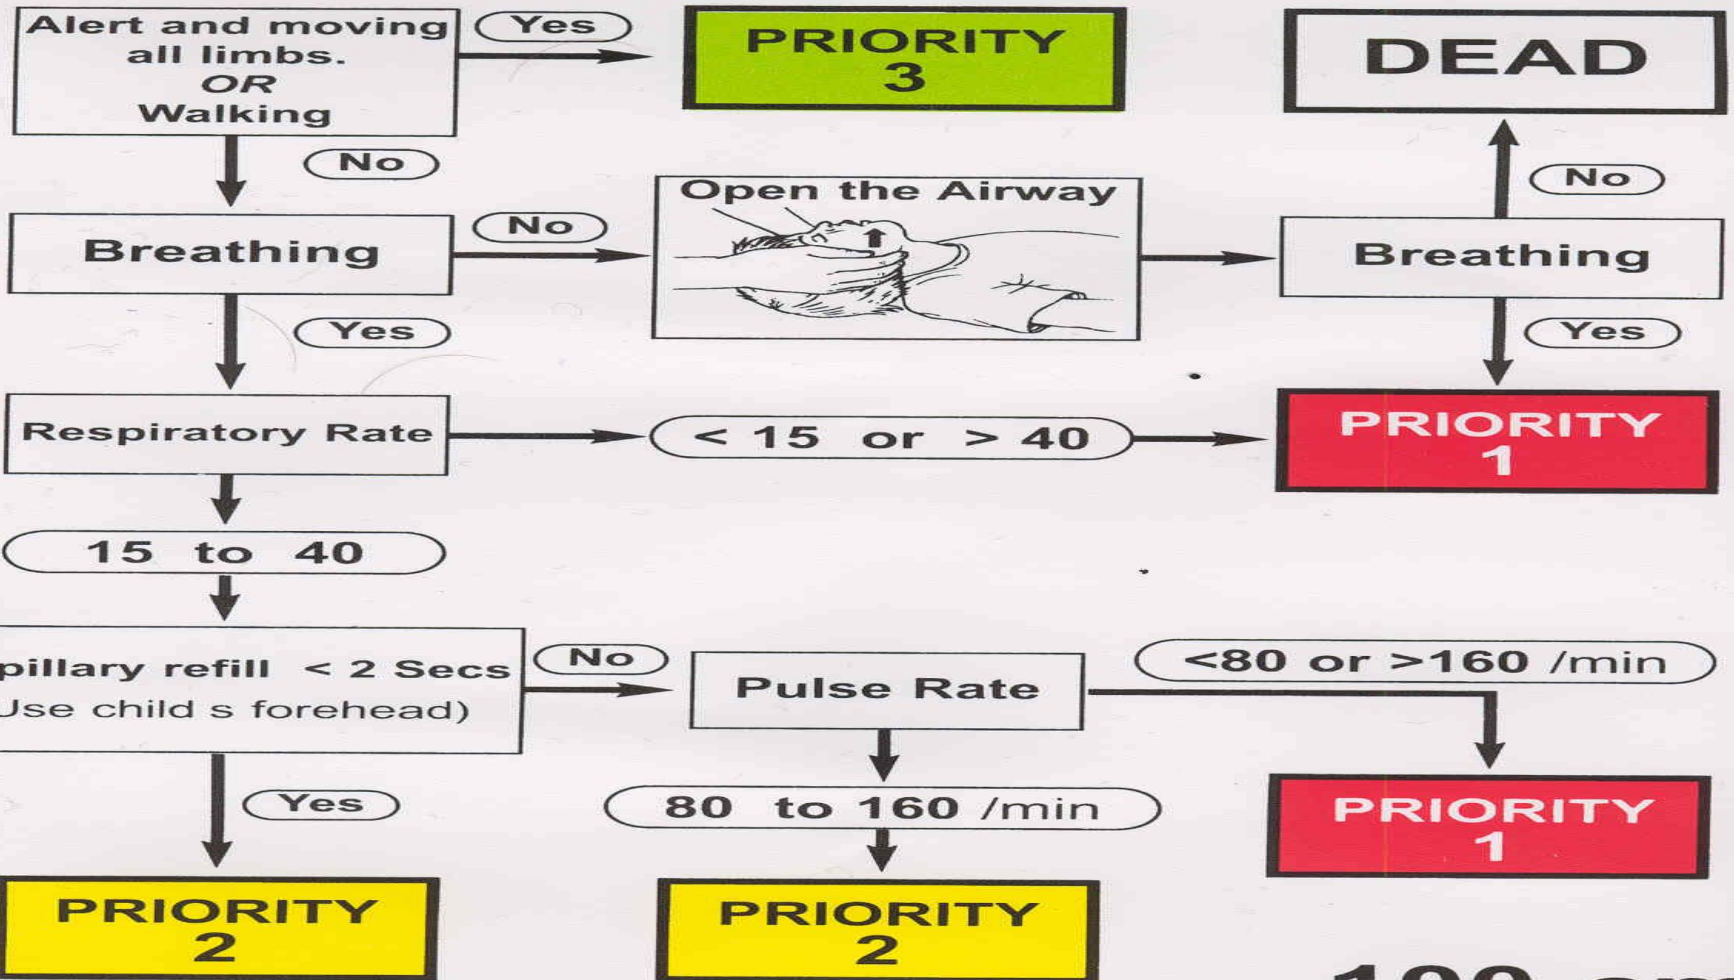 Alert and moving
all limbs.
OR
Walking
Yes
PRIORITY
3
DEAD
No
No
Open the Airway
Breathing
No
Breathing
Yes
Yes
Respiratory Rate
< 15 or > 40
PRIORITY
1
15 to 40
pillary refill < 2 Secs
Use child s forehead)
No
Pulse Rate
<80 or >160 /min
Yes
80 to 160 /min
PRIORITY
1
PRIORITY
2
PRIORITY
2